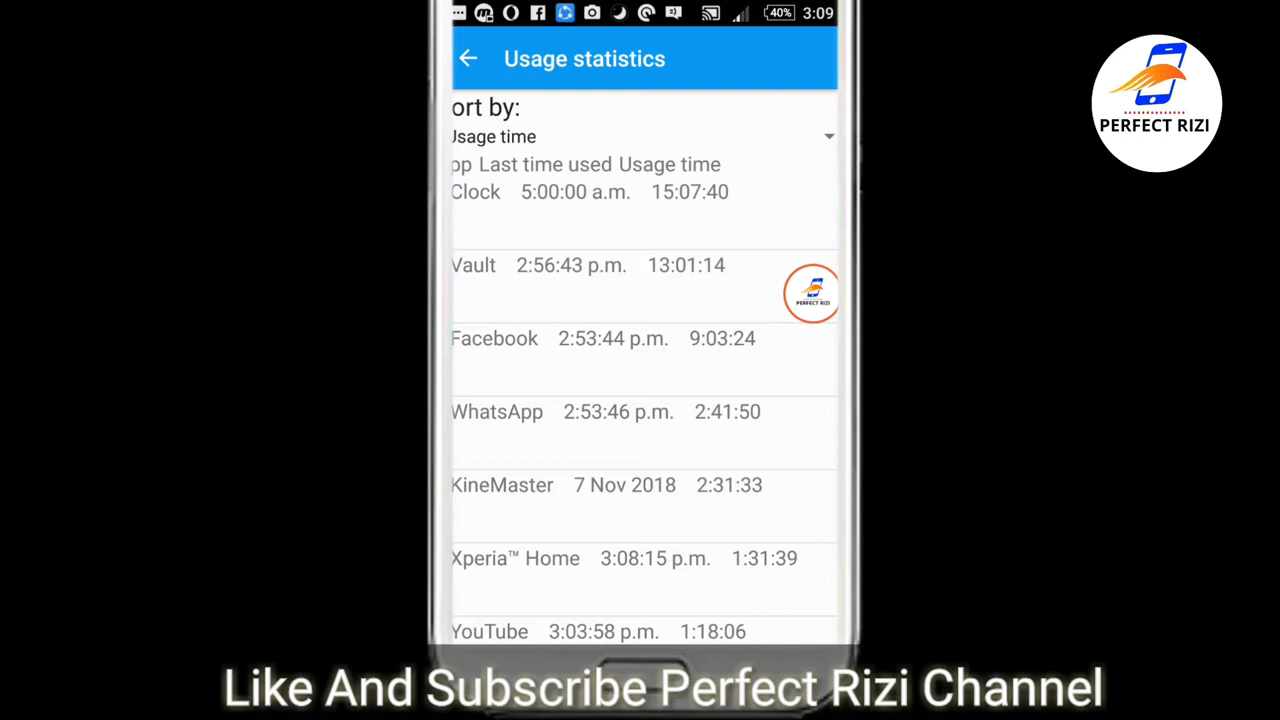 40% 3:09
Usage statistics
ort by:
Usage time
pp Last time used Usage time
Clock 5:00:00 a.m. 15:07:40
Vault 2:56:43 p.m. 13:01:14
Facebook 2:53:44 p.m. 9:03:24
WhatsApp 2:53:46 p.m. 2:41:50
KineMaster 7 Nov 2018 2:31:33
Xperia™ Home 3:08:15 p.m. 1:31:39
YouTube 3:03:58 p.m. 1:18:06
PERFECT RIZI
PERFECT RIZI
Like And Subscribe Perfect Rizi Channel